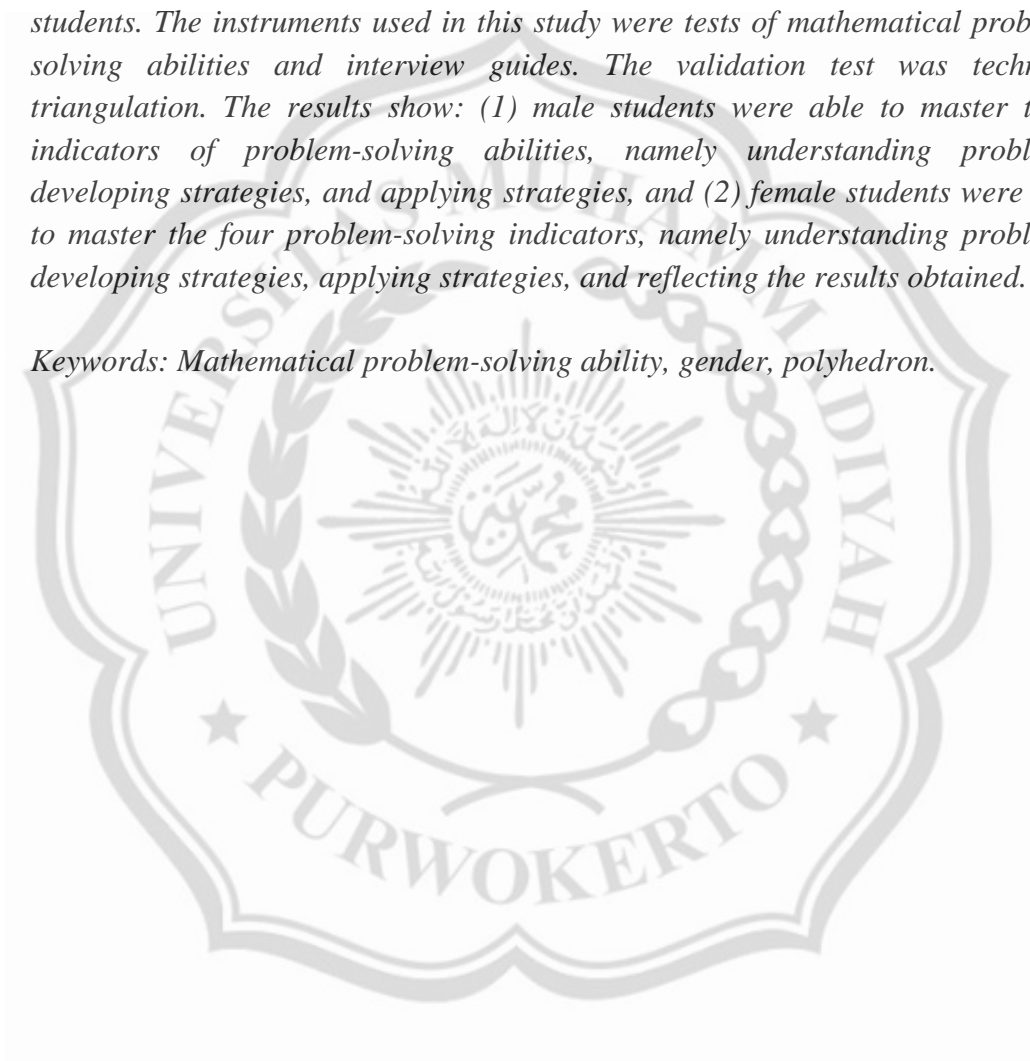 students. The instruments used in this study were tests of mathematical prob
solving abilities and interview guides. The validation test was techn
triangulation. The results show: (1) male students were able to master t
indicators of problem-solving abilities, namely understanding proble
developing strategies, and applying strategies, and (2) female students were
to master the four problem-solving indicators, namely understanding proble
developing strategies, applying strategies, and reflecting the results obtained.
Keywords: Mathematical problem-solving ability, gender, polyhedron.
UNIVERSITAS MUHAMMADIYAH
PURWOKERTO